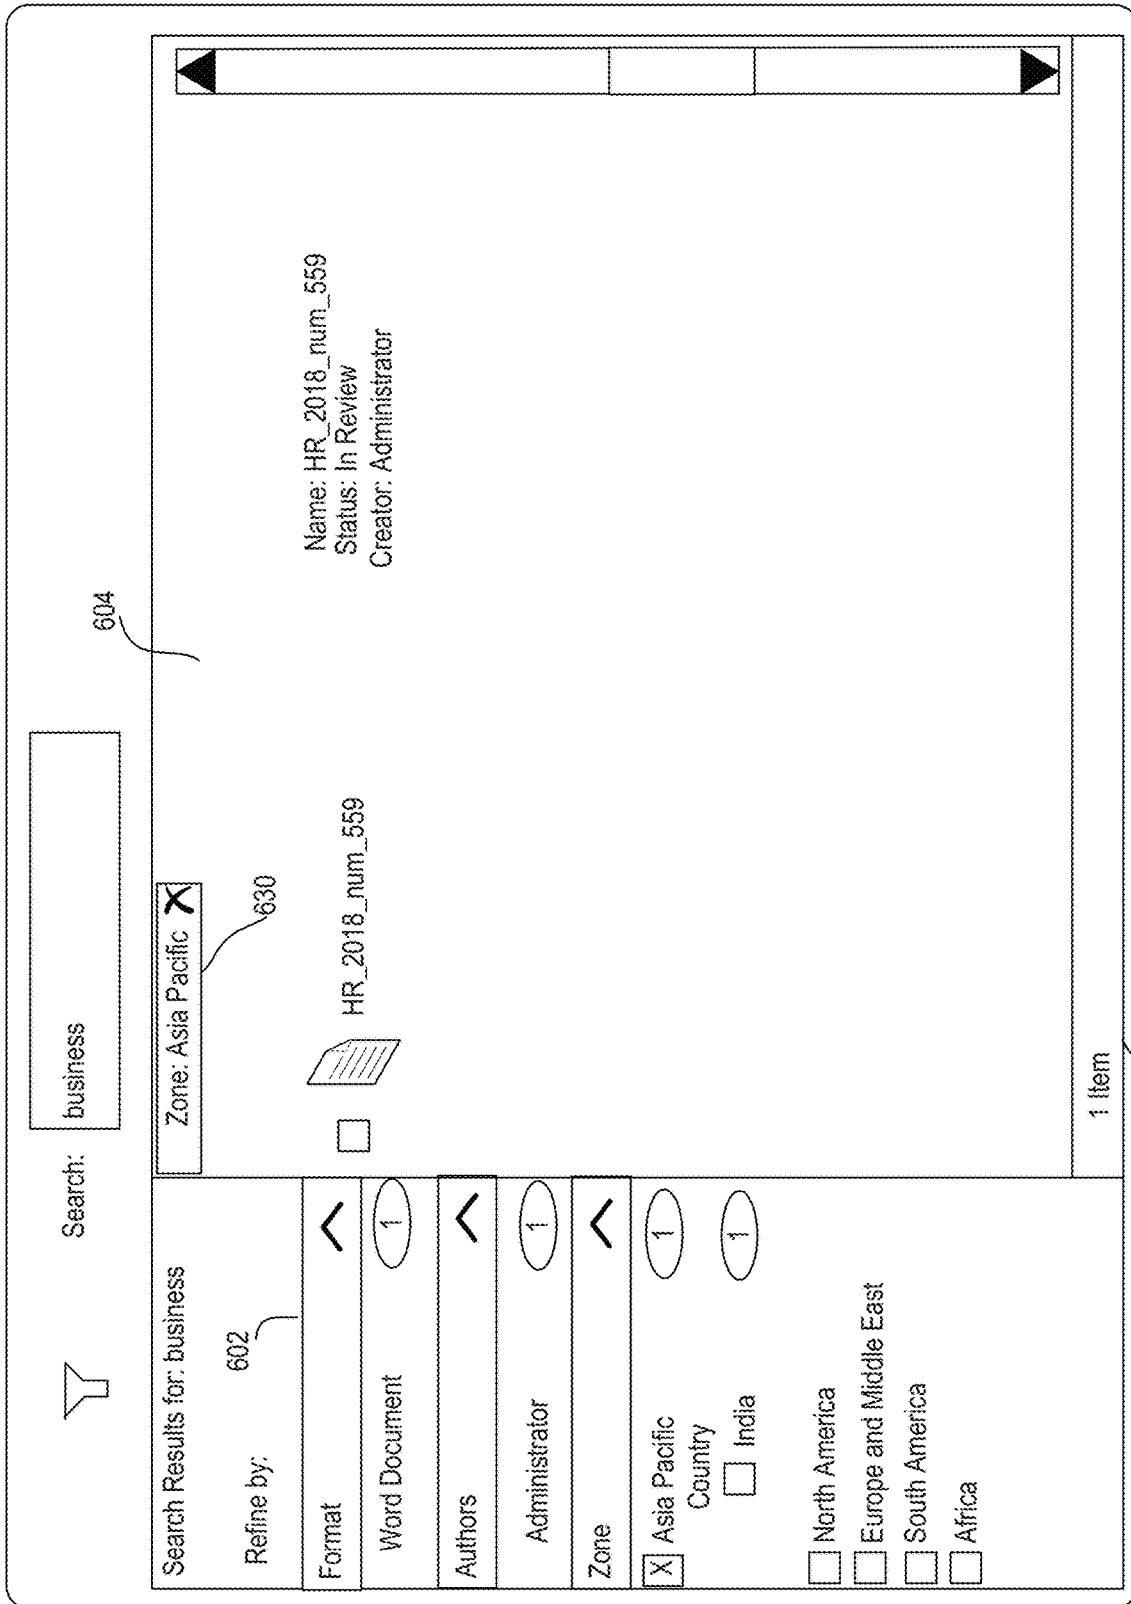 Search: business
Search Results for: business
Zone: Asia Pacific X
604
630
Refine by:
602
Format
Word Document 1
Authors
Administrator 1
Zone
X Asia Pacific 1
Country
India 1
North America
Europe and Middle East
South America
Africa
HR_2018_num_559
Name: HR_2018_num_559
Status: In Review
Creator: Administrator
1 Item